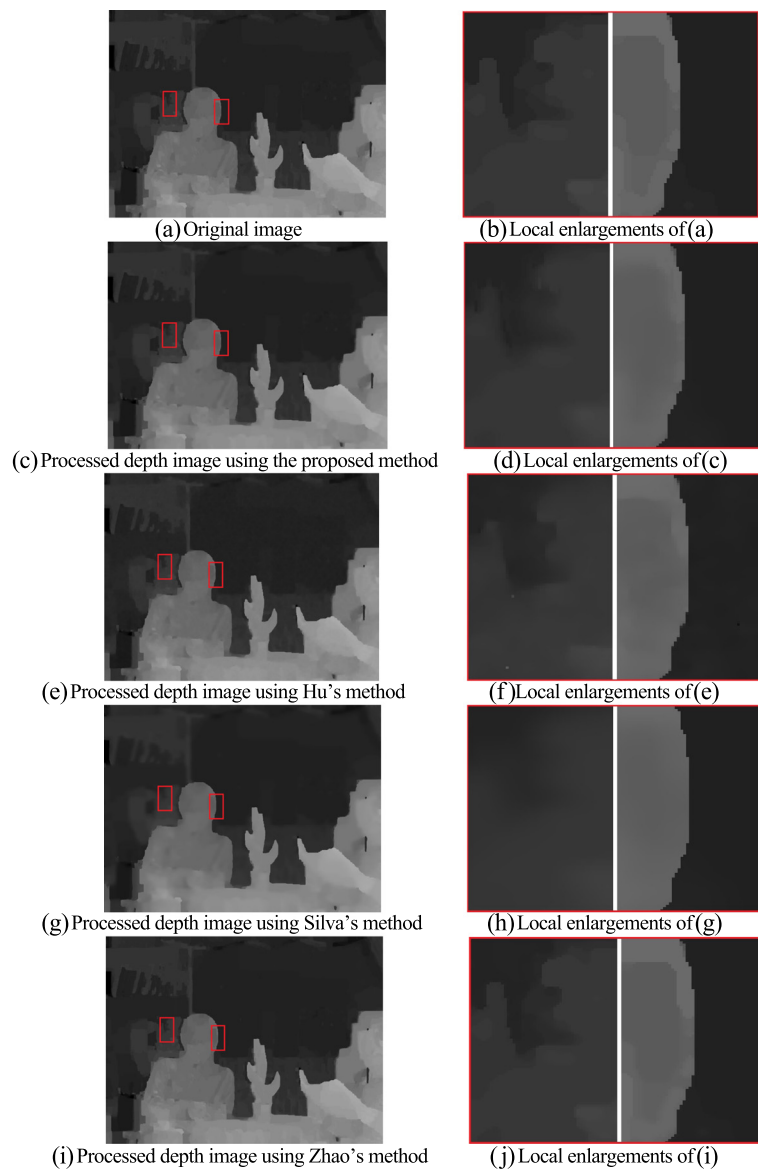 (a) Original image
(b) Local enlargements of (a)
(c) Processed depth image using the proposed method
(d) Local enlargements of (c)
(e) Processed depth image using Hu's method
(f) Local enlargements of (e)
(g) Processed depth image using Silva's method
(h) Local enlargements of (g)
(i) Processed depth image using Zhao's method
(j) Local enlargements of (i)